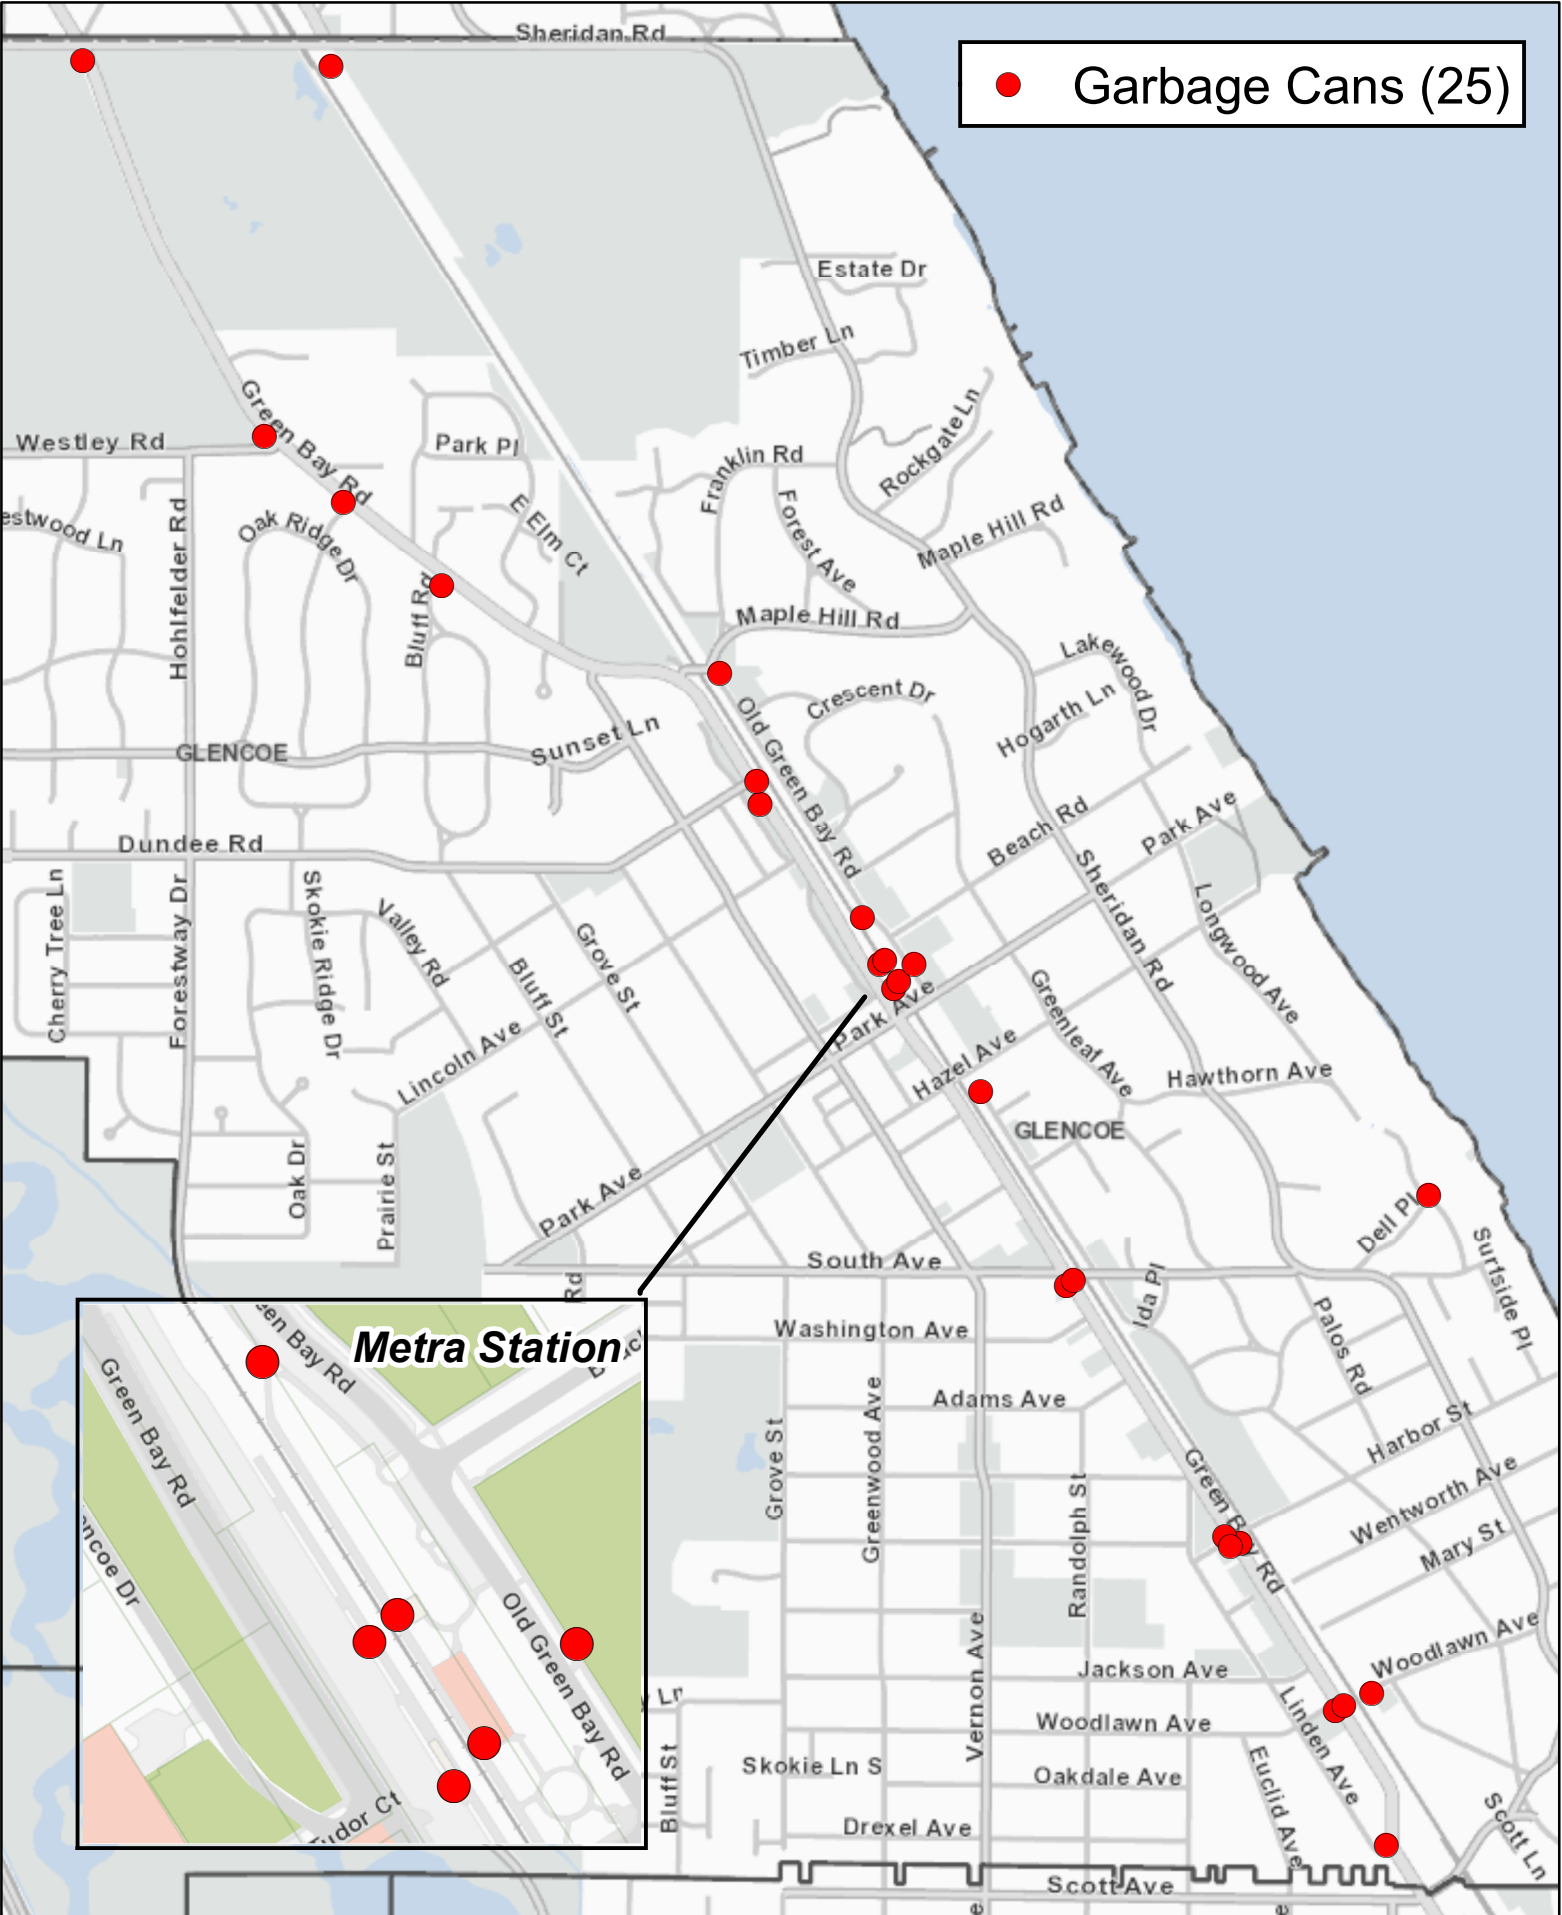 Sheridan Rd
Garbage Cans (25)
Estate Dr
Timber Ln
Green Bay Rd
Rockgate Ln
Westley Rd
Park Pl
Franklin Rd
estwood Ln
Hohlfelder Rd
Oak Ridge Dr
E Elm Ct
Forest Ave
Maple Hill Rd
Bluff Rd
Maple Hill Rd
Lakewood Dr
Crescent Dr
Hogarth Ln
Old Green Bay Rd
GLENCOE
Sunset Ln
Beach Rd
Park Ave
Dundee Rd
Sheridan Rd
Cherry Tree Ln
Forestway Dr
Skokie Ridge Dr
Valley Rd
Grove St
Bluff St
Longwood Ave
Lincoln Ave
Park Ave
Greenleaf Ave
Hazel Ave
Hawthorn Ave
GLENCOE
Oak Dr
Prairie St
Park Ave
Dell Pl
South Ave
Surfside Pl
Rd
Ida Pl
Palos Rd
Washington Ave
Metra Station
een Bay Rd
Green Bay Rd
encoe Dr
Old Green Bay Rd
Tudor Ct
Adams Ave
Grove St
Greenwood Ave
Harbor St
Green Bay Rd
Wentworth Ave
Randolph St
Mary St
Vernon Ave
Woodlawn Ave
Jackson Ave
y Ln
Linden Ave
Woodlawn Ave
Bluff St
Skokie Ln S
Oakdale Ave
Euclid Ave
Scott Ln
Drexel Ave
Scott Ave
e
e